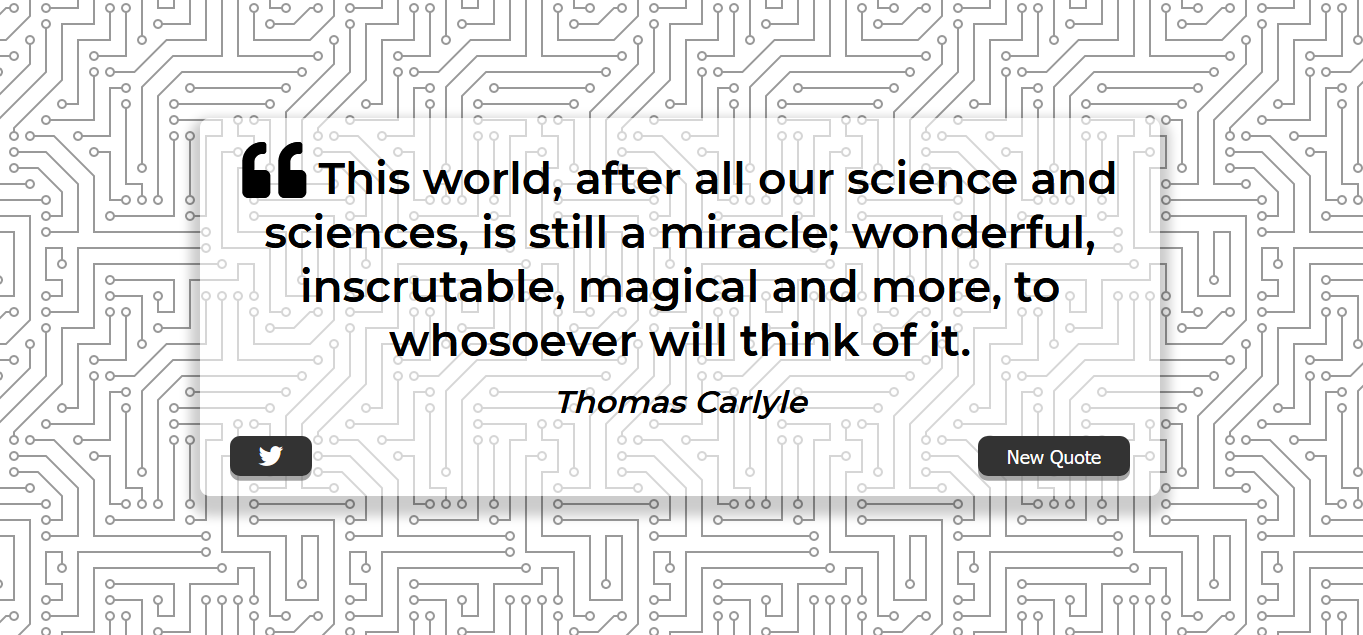 “This world, after all our science and
sciences, is still a miracle; wonderful,
inscrutable, magical and more, to
whosoever will think of it.
Thomas Carlyle
New Quote